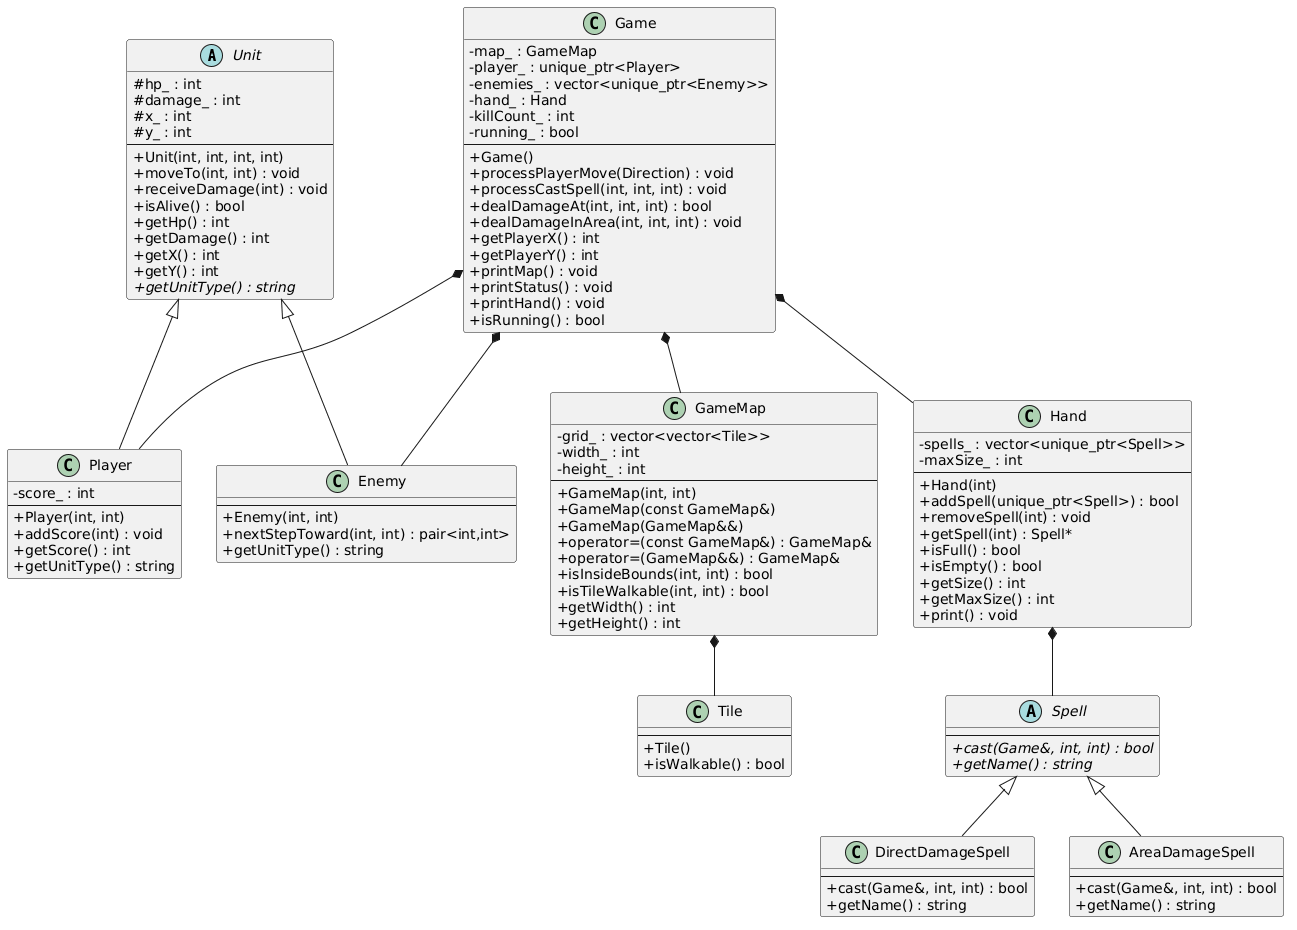 A Unit
#hp_ : int
#damage_ : int
#x_ : int
#y_ : int
+Unit(int, int, int, int)
+moveTo(int, int) : void
+receiveDamage(int) : void
+isAlive() : bool
+getHp() : int
+getDamage() : int
+getX() : int
+getY() : int
+getUnitType() : string
C Game
-map_ : GameMap
-player_ : unique_ptr<Player>
-enemies_ : vector<unique_ptr<Enemy>>
-hand_ : Hand
-killCount_ : int
-running_ : bool
+Game()
+processPlayerMove(Direction) : void
+processCastSpell(int, int, int) : void
+dealDamageAt(int, int, int) : bool
+dealDamageInArea(int, int, int) : void
+getPlayerX() : int
+getPlayerY() : int
+printMap() : void
+printStatus() : void
+printHand() : void
+isRunning() : bool
C Player
-score_ : int
+Player(int, int)
+addScore(int) : void
+getScore() : int
+getUnitType() : string
C Enemy
+Enemy(int, int)
+nextStepToward(int, int) : pair<int,int>
+getUnitType() : string
C GameMap
-grid_ : vector<vector<Tile>>
-width_ : int
-height_ : int
+GameMap(int, int)
+GameMap(const GameMap&)
+GameMap(GameMap&&)
+operator=(const GameMap&) : GameMap&
+operator=(GameMap&&) : GameMap&
+isInsideBounds(int, int) : bool
+isTileWalkable(int, int) : bool
+getWidth() : int
+getHeight() : int
C Hand
-spells_ : vector<unique_ptr<Spell>>
-maxSize_ : int
+Hand(int)
+addSpell(unique_ptr<Spell>) : bool
+removeSpell(int) : void
+getSpell(int) : Spell*
+isFull() : bool
+isEmpty() : bool
+getSize() : int
+getMaxSize() : int
+print() : void
C Tile
+Tile()
+isWalkable() : bool
A Spell
+cast(Game&, int, int) : bool
+getName() : string
C DirectDamageSpell
+cast(Game&, int, int) : bool
+getName() : string
C AreaDamageSpell
+cast(Game&, int, int) : bool
+getName() : string